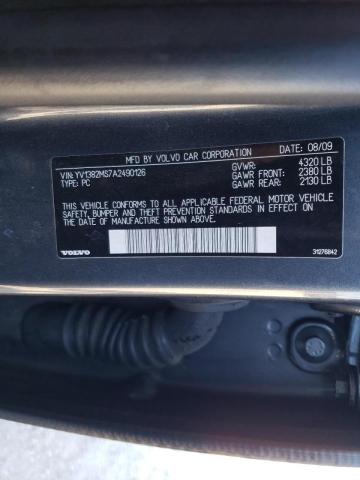 MFD BY VOLVO CAR CORPORATION DATE: 08/09
VIN: YV1382MS7A2490126 GVWR: 4320 LB
TYPE: PC GAWR FRONT: 2380 LB
GAWR REAR: 2130 LB
THIS VEHICLE CONFORMS TO ALL APPLICABLE FEDERAL MOTOR VEHICLE
SAFETY, BUMPER AND THEFT PREVENTION STANDARDS IN EFFECT ON
THE DATE OF MANUFACTURE SHOWN ABOVE.
VOLVO 31276842